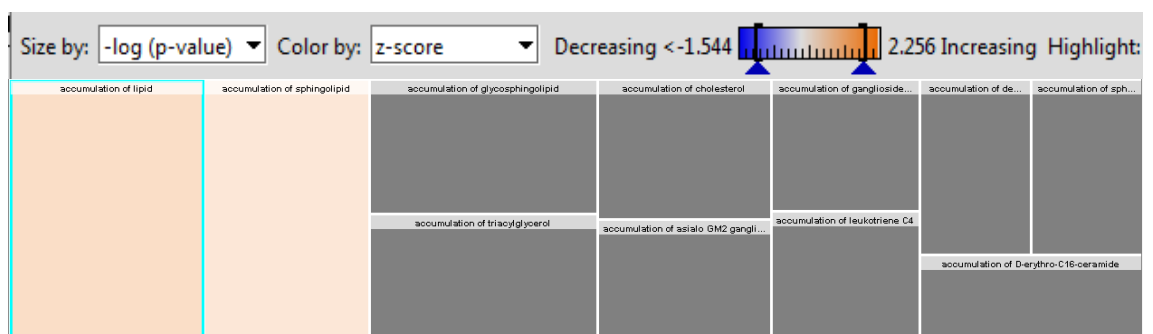 Size by: -log (p-value) Color by: z-score Decreasing <-1.544 2.256 Increasing Highlight:
accumulation of lipid accumulation of sphingolipid accumulation of glycosphingolipid accumulation of cholesterol accumulation of ganglioside... accumulation of de... accumulation of sph...
accumulation of triacylglycerol accumulation of asialo GM2 gangli... accumulation of leukotriene C4
accumulation of D-erythro-C16-ceramide